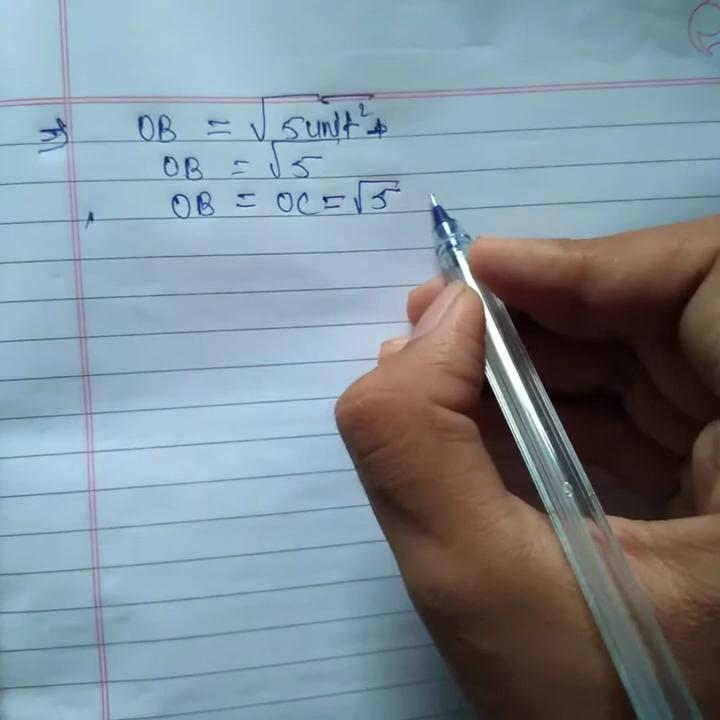 ⇒ OB = √5unit²
OB = √5
OB = OC = √5